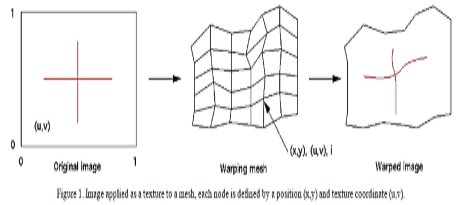 1
(u,v)
0
0
1
Original image
Warping mesh
(x,y), (u,v), i
Warped image
Figure 1. Image applied as a texture to a mesh, each node is defined by a position (x,y) and texture coordinate (u,v).